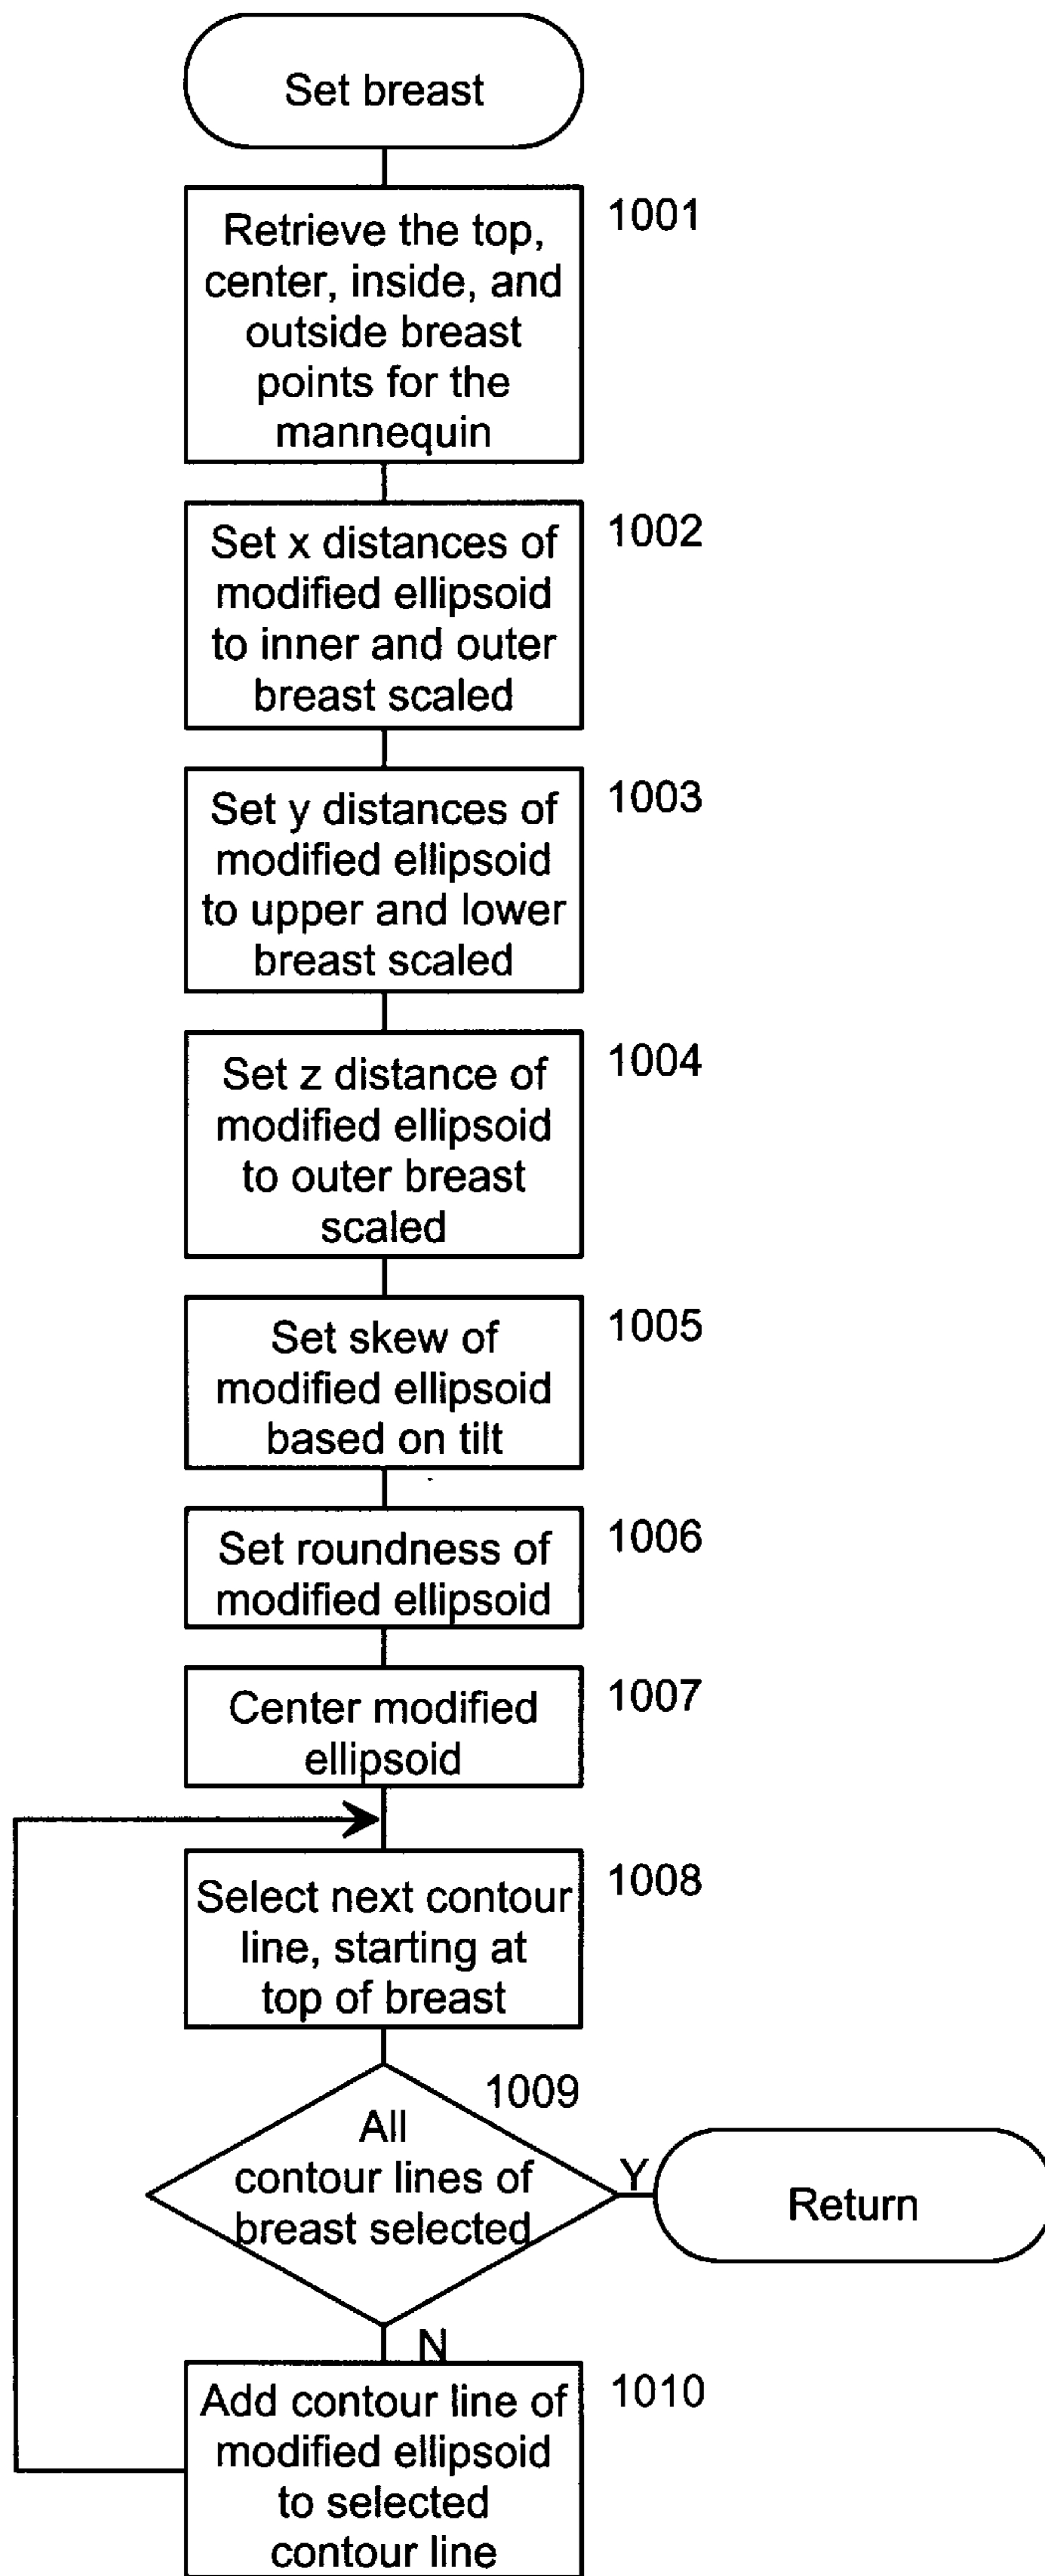 Set breast
1001
Retrieve the top,
center, inside, and
outside breast
points for the
mannequin
1002
Set x distances of
modified ellipsoid
to inner and outer
breast scaled
1003
Set y distances of
modified ellipsoid
to upper and lower
breast scaled
1004
Set z distance of
modified ellipsoid
to outer breast
scaled
1005
Set skew of
modified ellipsoid
based on tilt
1006
Set roundness of
modified ellipsoid
1007
Center modified
ellipsoid
1008
Select next contour
line, starting at
top of breast
1009
All
contour lines of
breast selected
Y
Return
N
1010
Add contour line of
modified ellipsoid
to selected
contour line